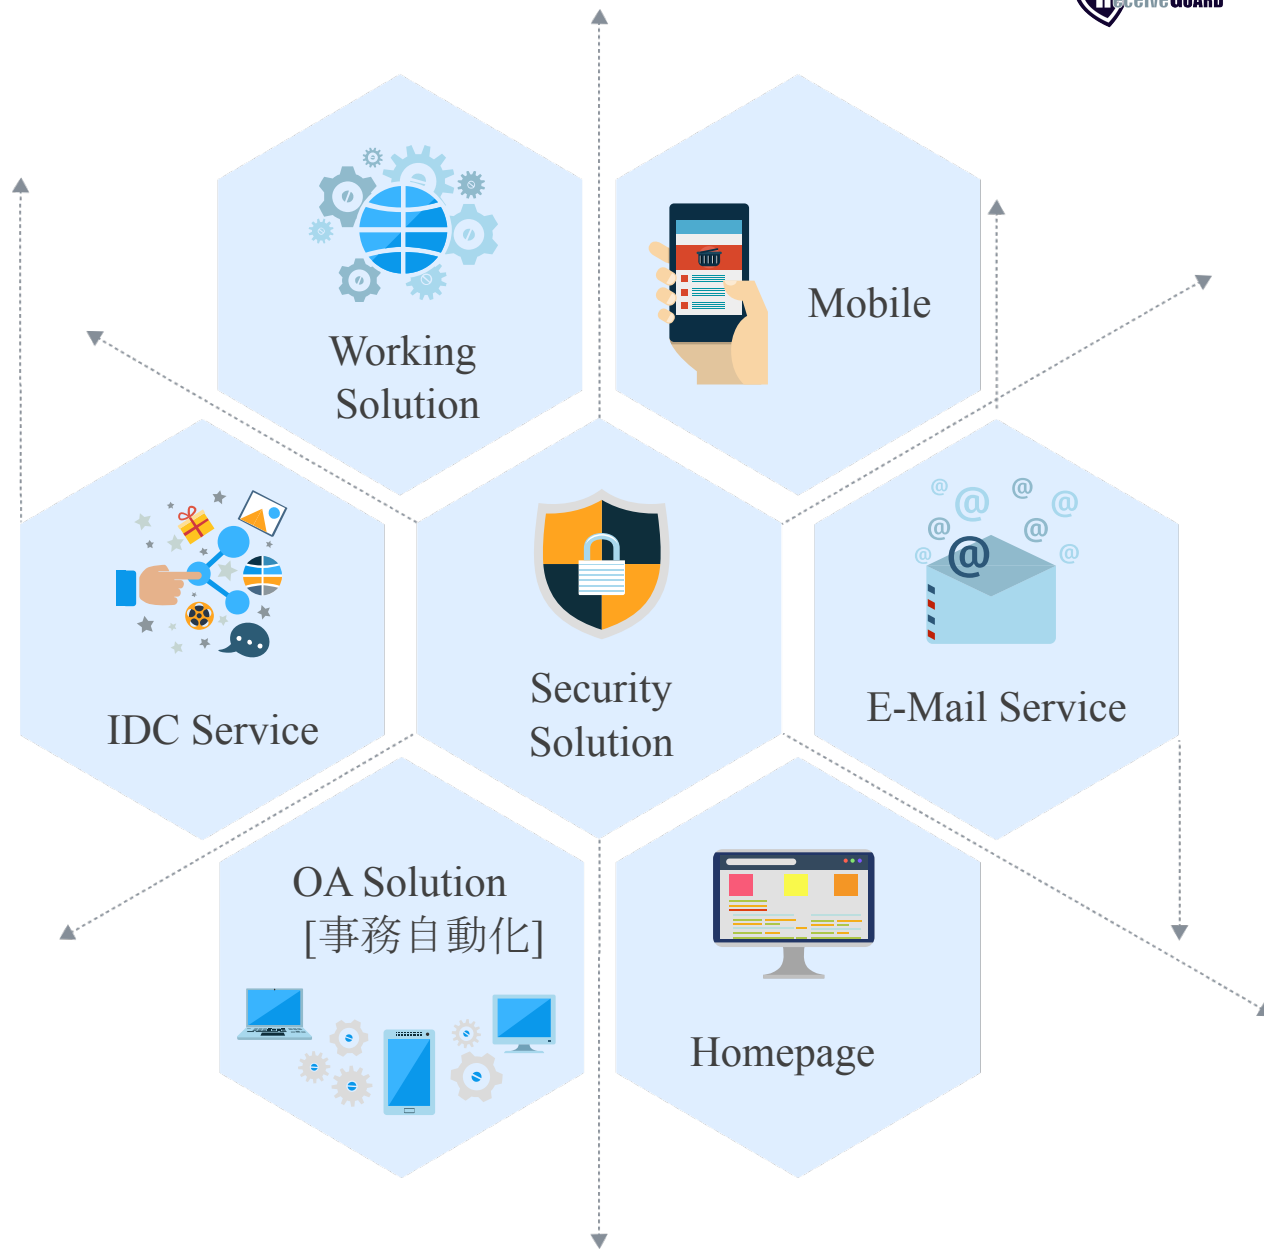 Working
Solution
Mobile
IDC Service
Security
Solution
E-Mail Service
OA Solution
[事務自動化]
Homepage